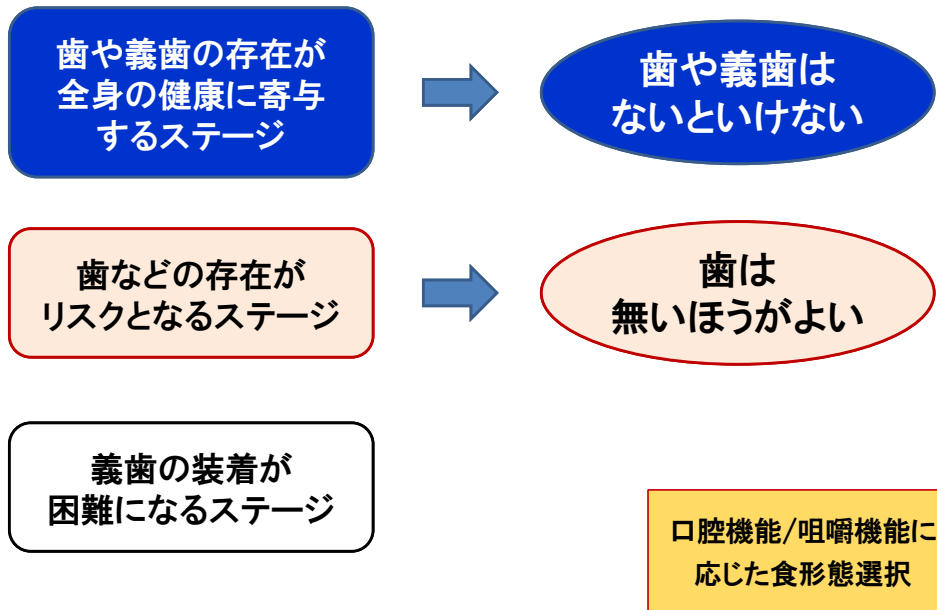 歯や義歯の存在が
全身の健康に寄与
するステージ
歯や義歯は
ないといけない
歯などの存在が
リスクとなるステージ
歯は
無いほうがよい
義歯の装着が
困難になるステージ
口腔機能/咀嚼機能に
応じた食形態選択